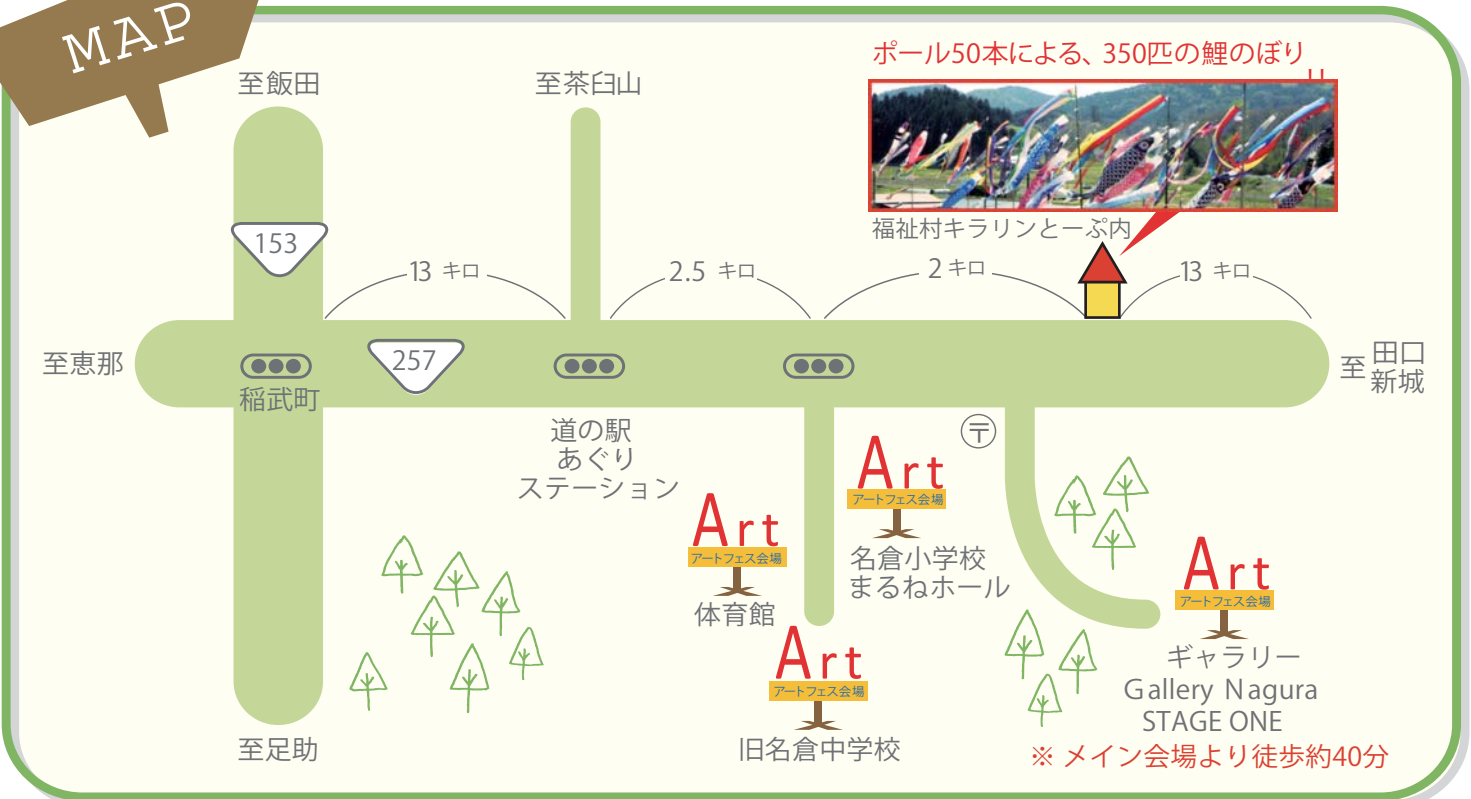 MAP
ポール50本による、350匹の鯉のぼり
!!
至飯田
至茶臼山
福祉村キラリンとーぷ内
153
13 キロ
2.5 キロ
2 キロ
13 キロ
至恵那
257
至 田口
新城
稲武町
道の駅
あぐり
ステーション
〒
Art
アートフェス会場
名倉小学校
まるねホール
Art
アートフェス会場
体育館
Art
アートフェス会場
旧名倉中学校
Art
アートフェス会場
ギャラリー
Gallery Nagura
STAGE ONE
※ メイン会場より徒歩約40分
至足助